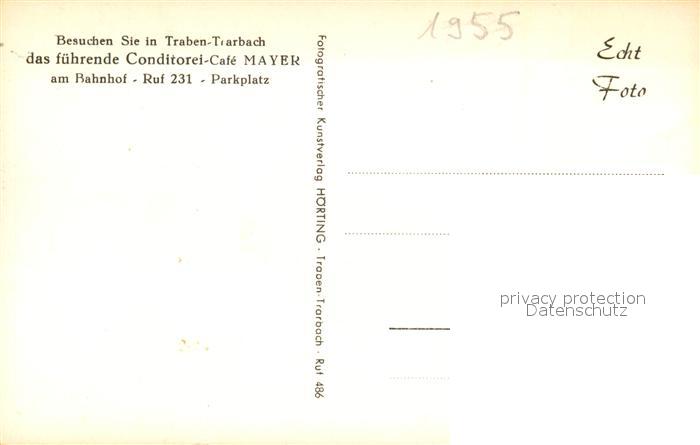 Besuchen Sie in Traben-Trarbach
das führende Conditorei-Café MAYER
am Bahnhof - Ruf 231 - Parkplatz
Fotografischer Kunstverlag HÖRTING · Traben-Trarbach · Ruf 486
1955
Echt
Foto
privacy protection
Datenschutz